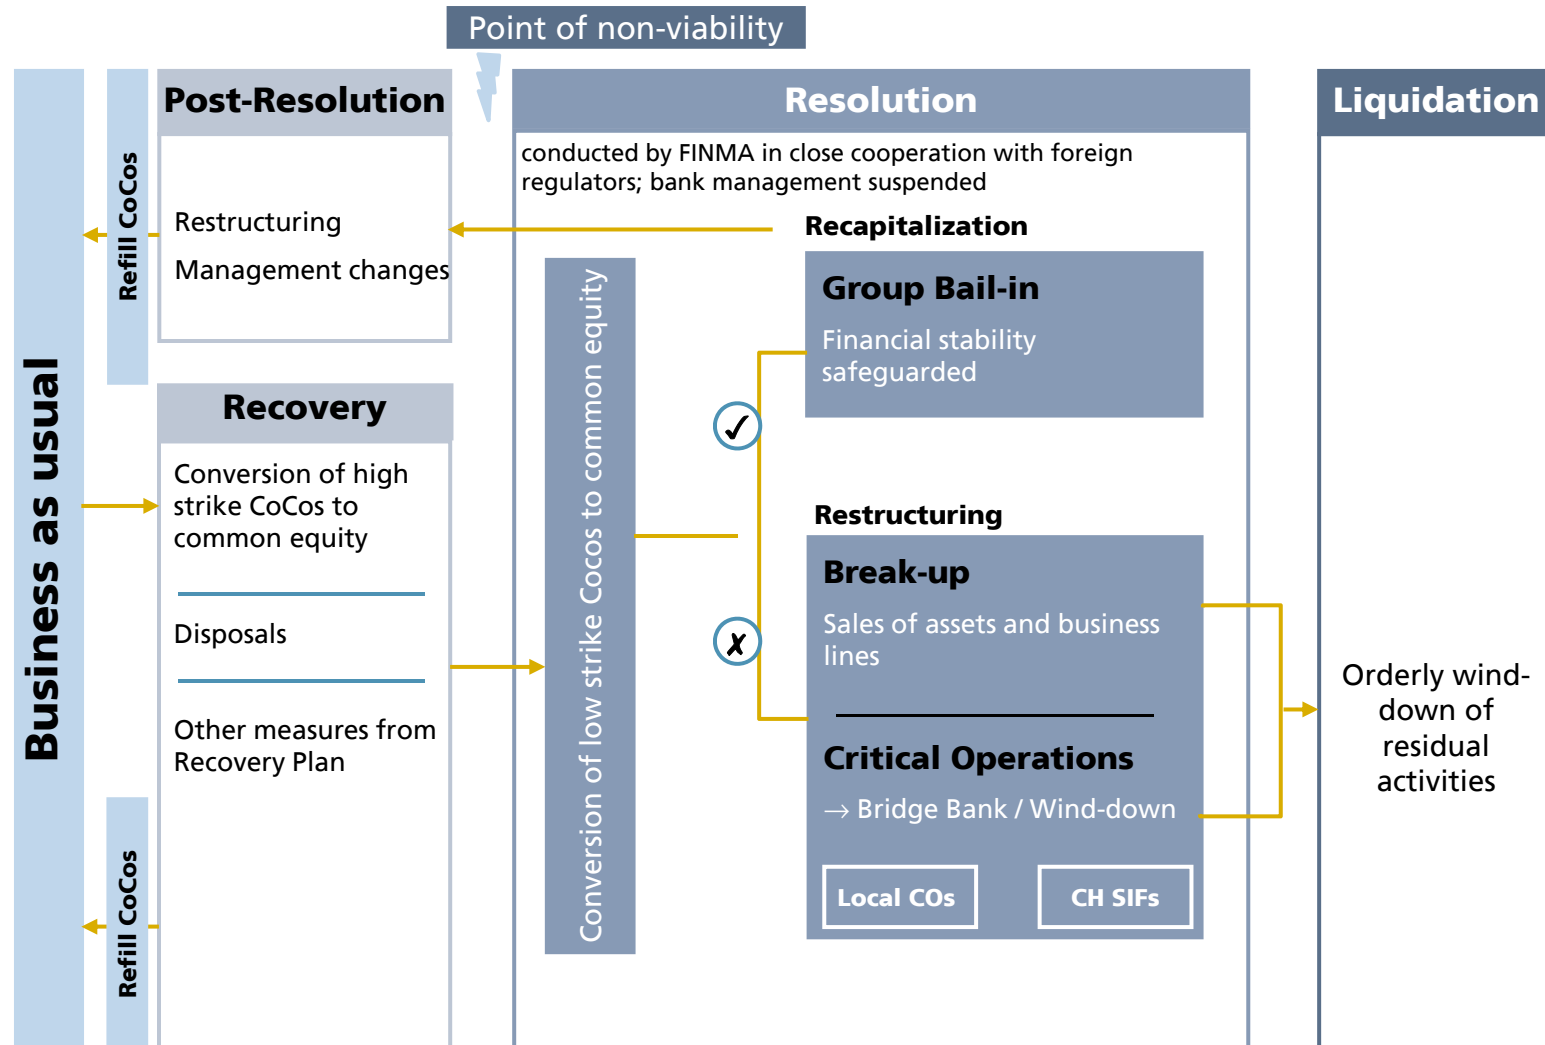 Point of non-viability
Business as usual
Refill CoCos
Post-Resolution
Restructuring
Management changes
Recovery
Conversion of high
strike CoCos to
common equity
Disposals
Other measures from
Recovery Plan
Refill CoCos
Resolution
conducted by FINMA in close cooperation with foreign
regulators; bank management suspended
Conversion of low strike Cocos to common equity
✓
✗
Recapitalization
Group Bail-in
Financial stability
safeguarded
Restructuring
Break-up
Sales of assets and business
lines
Critical Operations
→ Bridge Bank / Wind-down
Local COs
CH SIFs
Liquidation
Orderly wind-
down of
residual
activities